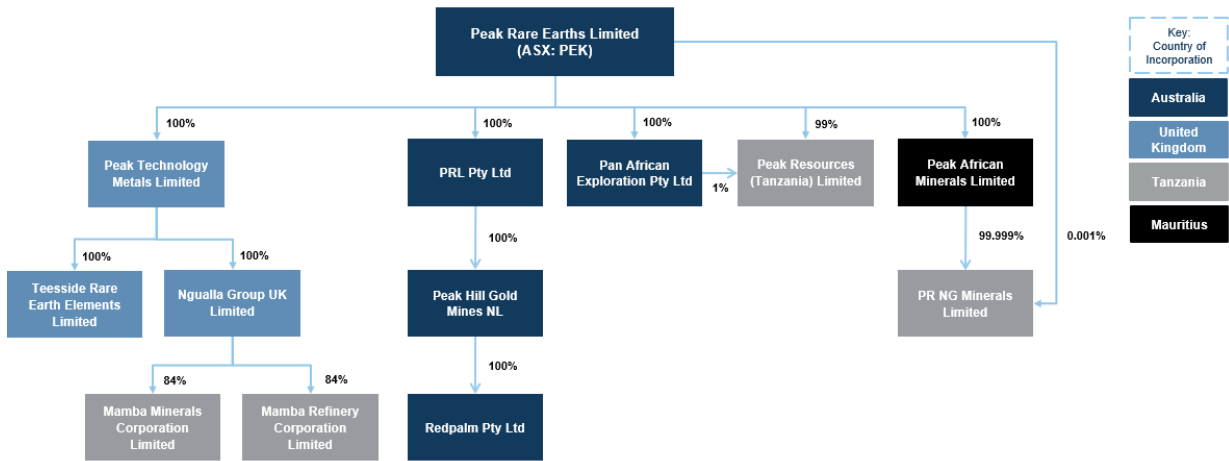 Peak Rare Earths Limited
(ASX: PEK)
Key:
Country of
Incorporation
Australia
United
Kingdom
Tanzania
Mauritius
100%
100%
100%
99%
100%
Peak Technology
Metals Limited
PRL Pty Ltd
Pan African
Exploration Pty Ltd
1%
Peak Resources
(Tanzania) Limited
Peak African
Minerals Limited
100%
100%
100%
99.999%
0.001%
Teesside Rare
Earth Elements
Limited
Ngualla Group UK
Limited
Peak Hill Gold
Mines NL
PR NG Minerals
Limited
84%
84%
100%
Mamba Minerals
Corporation
Limited
Mamba Refinery
Corporation
Limited
Redpalm Pty Ltd